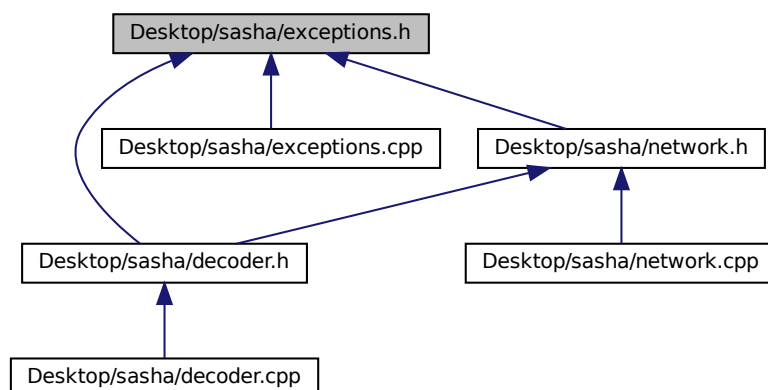 Desktop/sasha/exceptions.h
Desktop/sasha/exceptions.cpp
Desktop/sasha/network.h
Desktop/sasha/decoder.h
Desktop/sasha/network.cpp
Desktop/sasha/decoder.cpp